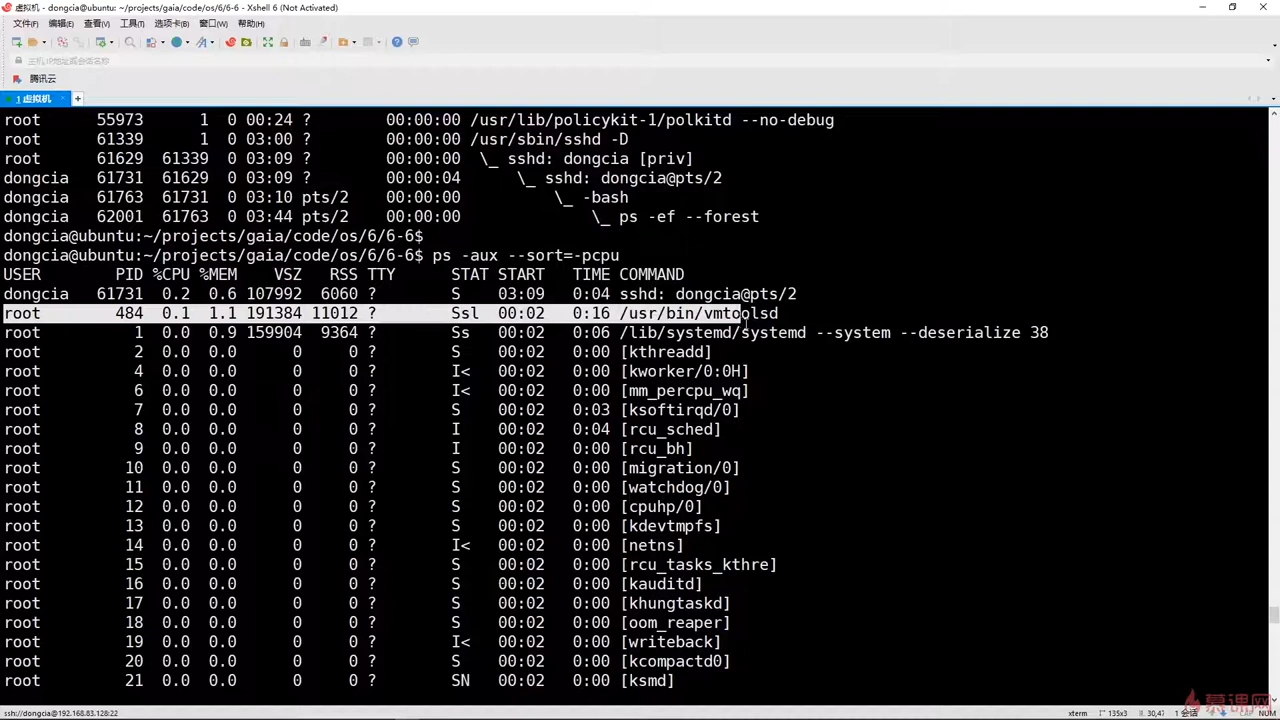 虚拟机 - dongcia@ubuntu: ~/projects/gaia/code/os/6/6-6 - Xshell 6 (Not Activated)
文件(F) 编辑(E) 查看(V) 工具(T) 选项卡(B) 窗口(W) 帮助(H)
主机,IP地址或会话名称
腾讯云
1 虚拟机
root 55973 1 0 00:24 ? 00:00:00 /usr/lib/policykit-1/polkitd --no-debug
root 61339 1 0 03:00 ? 00:00:00 /usr/sbin/sshd -D
root 61629 61339 0 03:09 ? 00:00:00 \_ sshd: dongcia [priv]
dongcia 61731 61629 0 03:09 ? 00:00:04 \_ sshd: dongcia@pts/2
dongcia 61763 61731 0 03:10 pts/2 00:00:00 \_ -bash
dongcia 62001 61763 0 03:44 pts/2 00:00:00 \_ ps -ef --forest
dongcia@ubuntu:~/projects/gaia/code/os/6/6-6$
dongcia@ubuntu:~/projects/gaia/code/os/6/6-6$ ps -aux --sort=-pcpu
USER PID %CPU %MEM VSZ RSS TTY STAT START TIME COMMAND
dongcia 61731 0.2 0.6 107992 6060 ? S 03:09 0:04 sshd: dongcia@pts/2
root 484 0.1 1.1 191384 11012 ? Ssl 00:02 0:16 /usr/bin/vmtoolsd
root 1 0.0 0.9 159904 9364 ? Ss 00:02 0:06 /lib/systemd/systemd --system --deserialize 38
root 2 0.0 0.0 0 0 ? S 00:02 0:00 [kthreadd]
root 4 0.0 0.0 0 0 ? I< 00:02 0:00 [kworker/0:0H]
root 6 0.0 0.0 0 0 ? I< 00:02 0:00 [mm_percpu_wq]
root 7 0.0 0.0 0 0 ? S 00:02 0:03 [ksoftirqd/0]
root 8 0.0 0.0 0 0 ? I 00:02 0:04 [rcu_sched]
root 9 0.0 0.0 0 0 ? I 00:02 0:00 [rcu_bh]
root 10 0.0 0.0 0 0 ? S 00:02 0:00 [migration/0]
root 11 0.0 0.0 0 0 ? S 00:02 0:00 [watchdog/0]
root 12 0.0 0.0 0 0 ? S 00:02 0:00 [cpuhp/0]
root 13 0.0 0.0 0 0 ? S 00:02 0:00 [kdevtmpfs]
root 14 0.0 0.0 0 0 ? I< 00:02 0:00 [netns]
root 15 0.0 0.0 0 0 ? S 00:02 0:00 [rcu_tasks_kthre]
root 16 0.0 0.0 0 0 ? S 00:02 0:00 [kauditd]
root 17 0.0 0.0 0 0 ? S 00:02 0:00 [khungtaskd]
root 18 0.0 0.0 0 0 ? S 00:02 0:00 [oom_reaper]
root 19 0.0 0.0 0 0 ? I< 00:02 0:00 [writeback]
root 20 0.0 0.0 0 0 ? S 00:02 0:00 [kcompactd0]
root 21 0.0 0.0 0 0 ? SN 00:02 0:00 [ksmd]
慕课网
ssh://dongcia@192.168.83.128:22 xterm 135x3 30,47 1 会话 CAP NUM